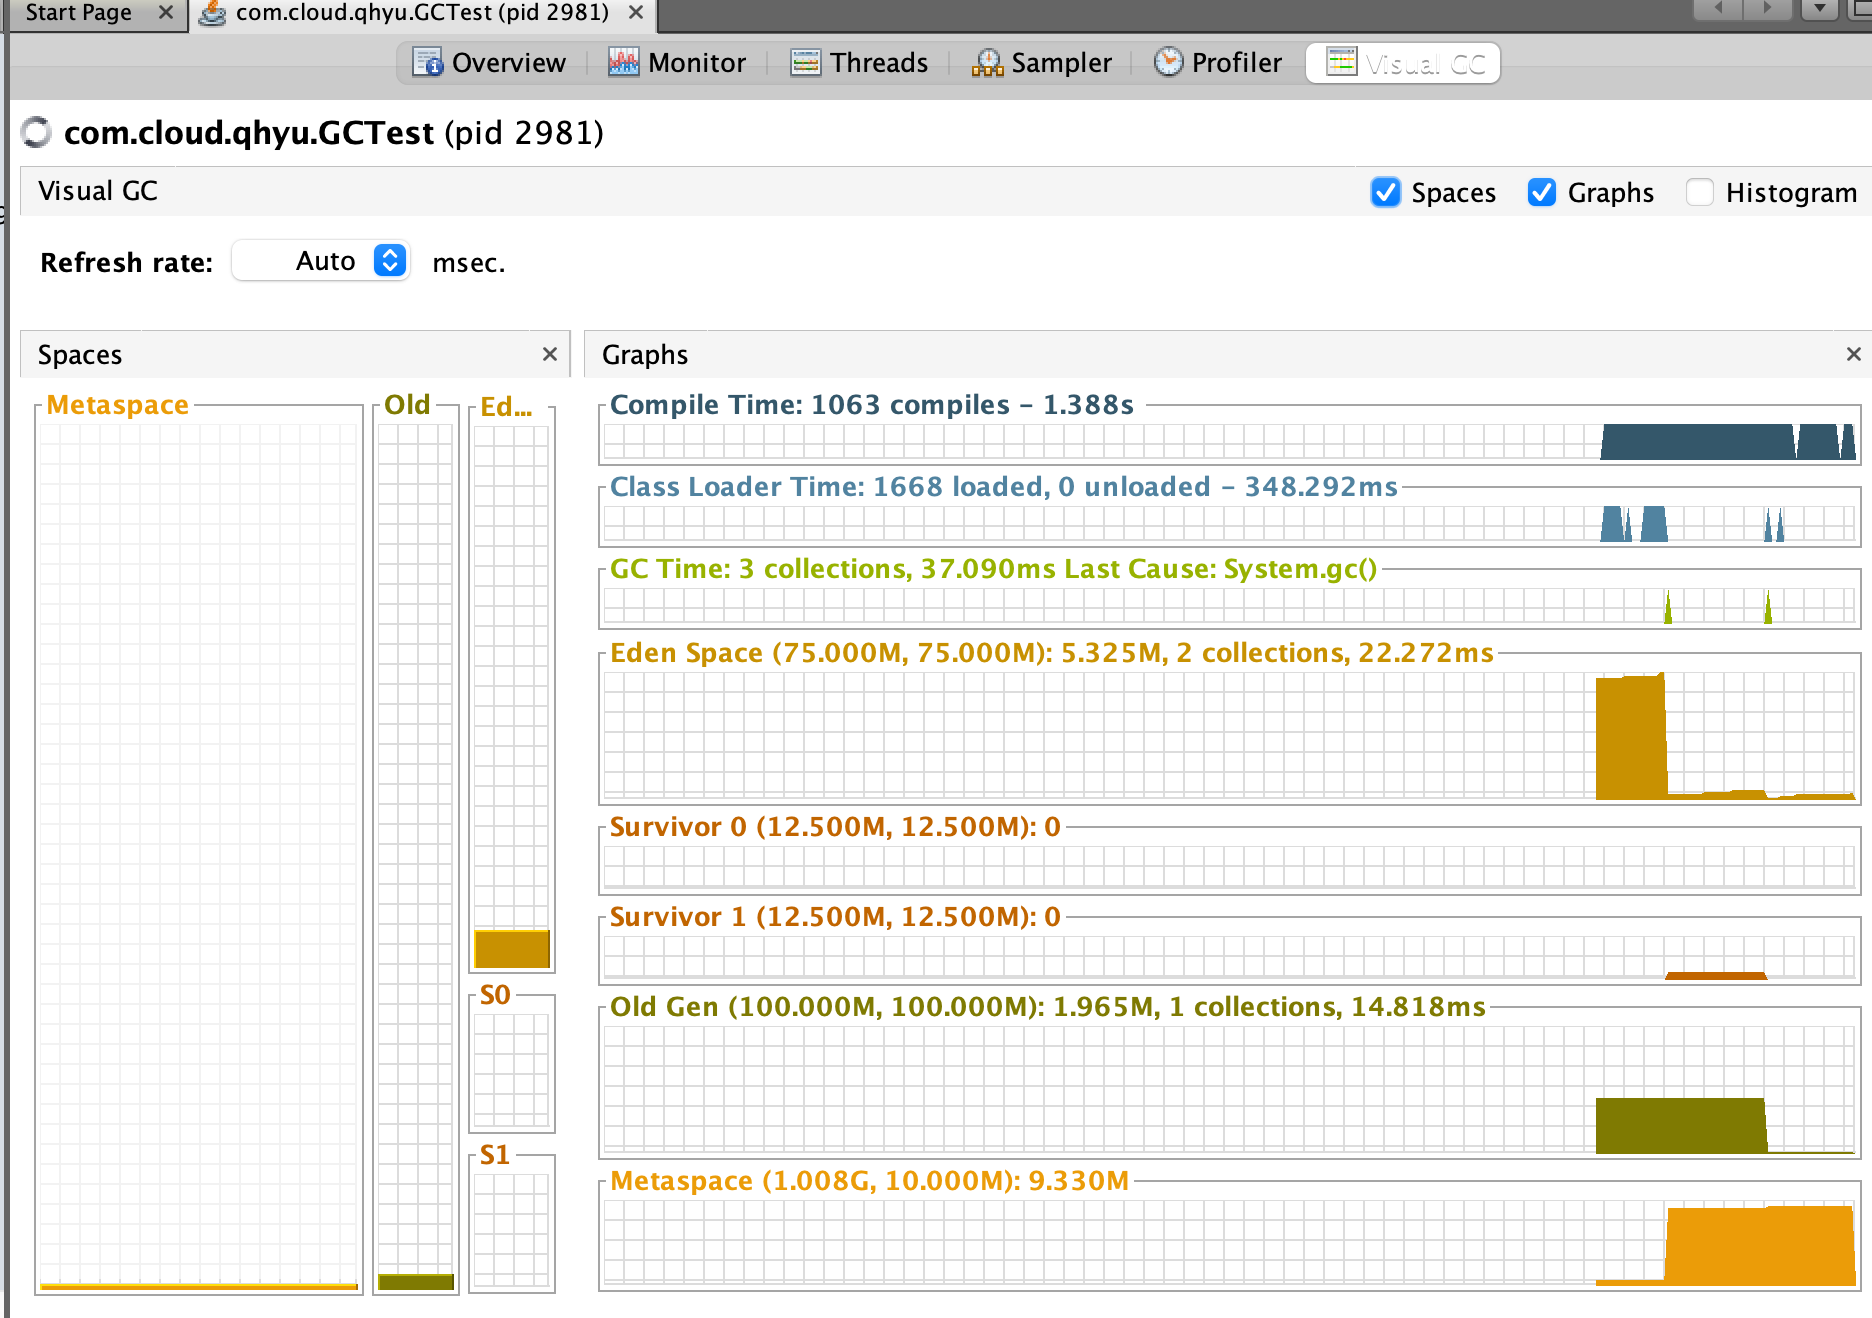 Start Page
com.cloud.qhyu.GCTest (pid 2981)
Overview Monitor Threads Sampler Profiler Visual GC
com.cloud.qhyu.GCTest (pid 2981)
Visual GC
Spaces Graphs Histogram
Refresh rate: Auto msec.
Spaces
Metaspace
Old
Ed...
S0
S1
Graphs
Compile Time: 1063 compiles - 1.388s
Class Loader Time: 1668 loaded, 0 unloaded - 348.292ms
GC Time: 3 collections, 37.090ms Last Cause: System.gc()
Eden Space (75.000M, 75.000M): 5.325M, 2 collections, 22.272ms
Survivor 0 (12.500M, 12.500M): 0
Survivor 1 (12.500M, 12.500M): 0
Old Gen (100.000M, 100.000M): 1.965M, 1 collections, 14.818ms
Metaspace (1.008G, 10.000M): 9.330M